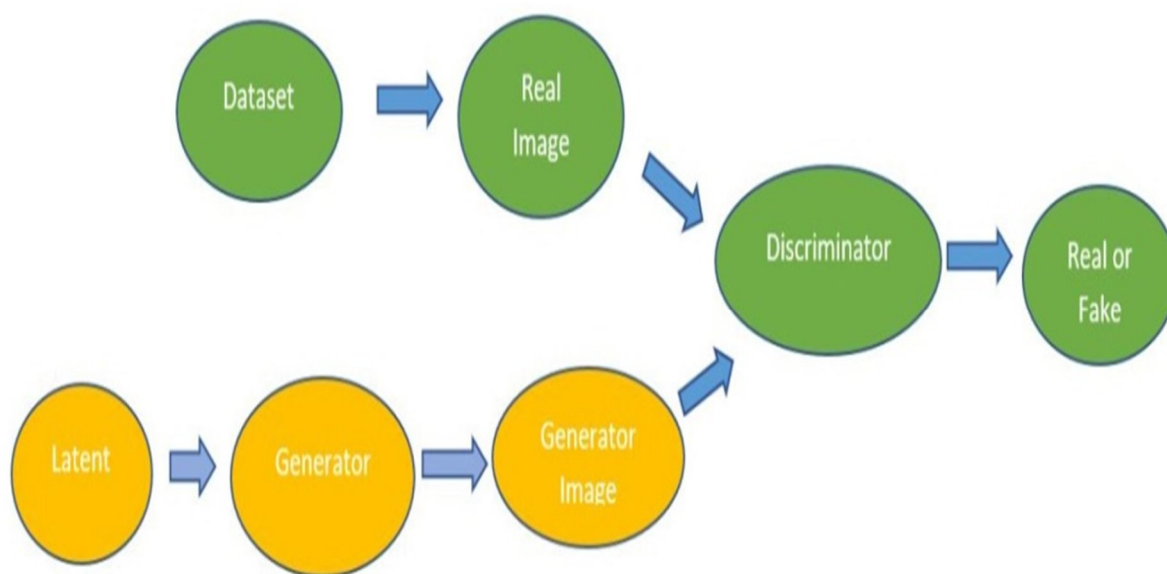 Dataset
Real
Image
Discriminator
Real or
Fake
Latent
Generator
Generator
Image